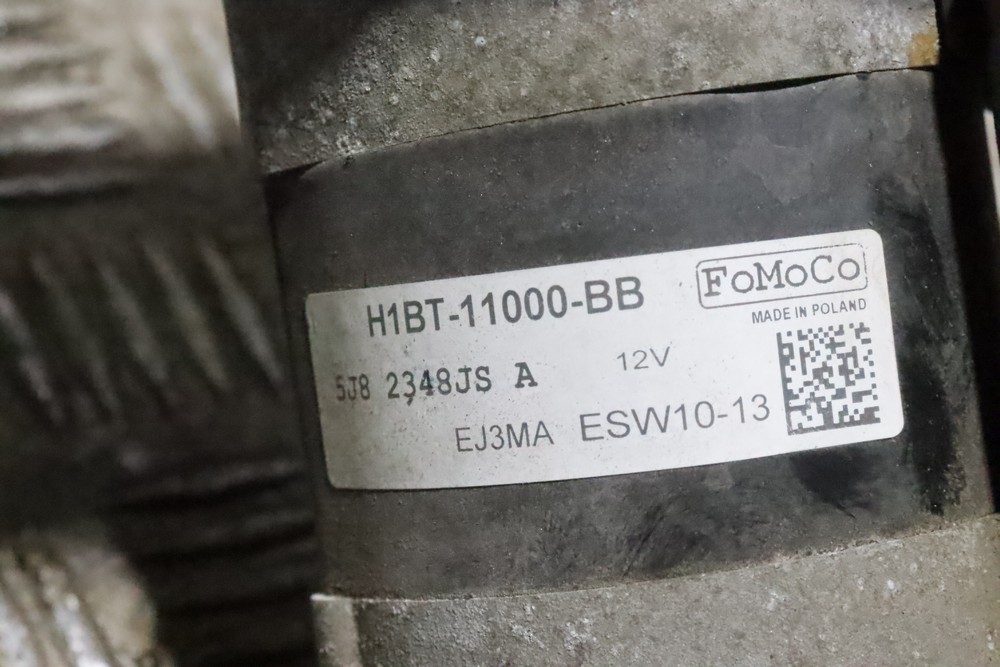 H1BT-11000-BB
FoMoCo
MADE IN POLAND
5J8 2348JS A
12V
EJ3MA ESW10-13